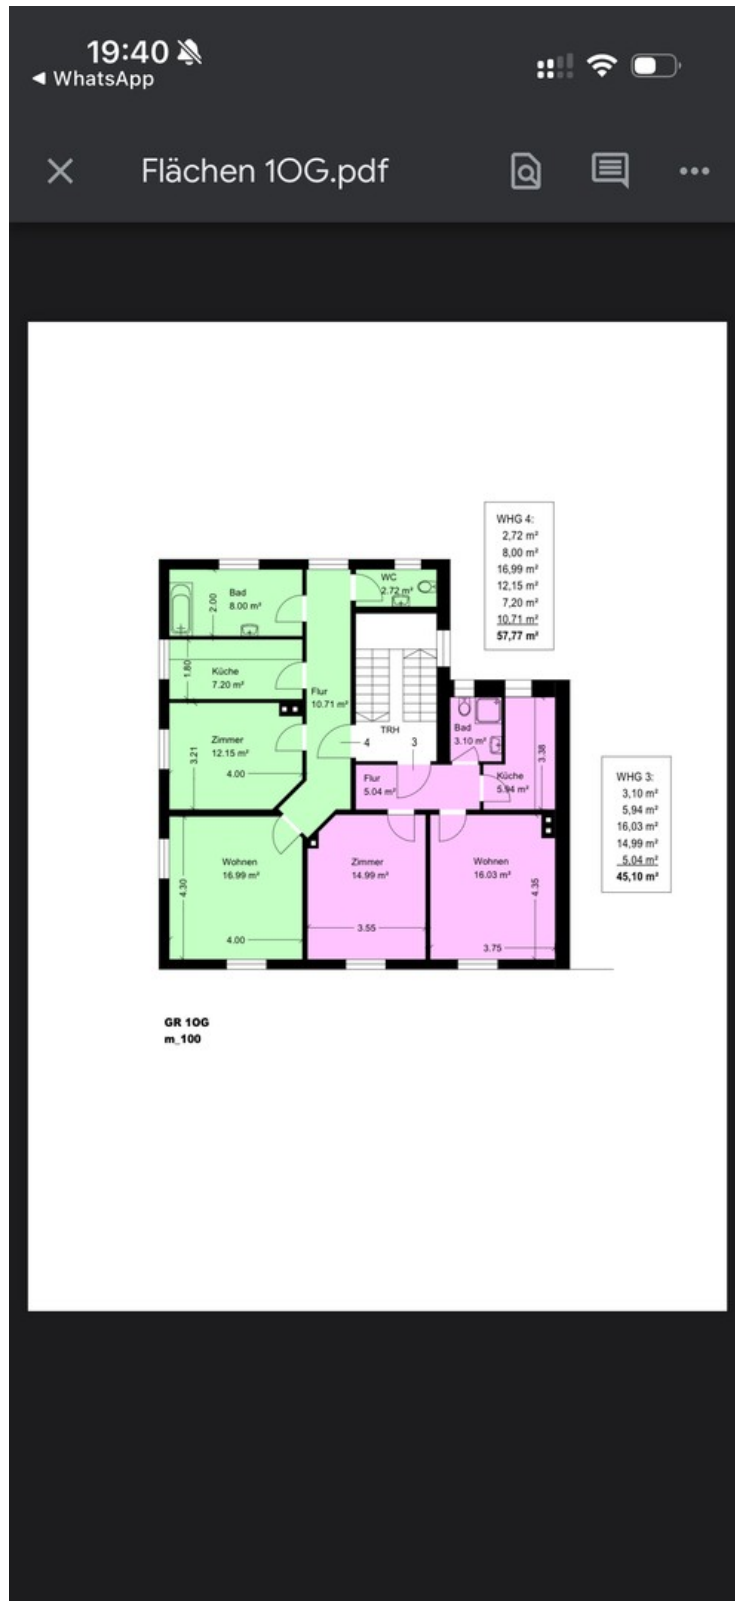 19:40
◀ WhatsApp
Flächen 1OG.pdf
WHG 4:
2,72 m²
8,00 m²
16,99 m²
12,15 m²
7,20 m²
10.71 m²
57,77 m²
Bad
8.00 m²
2.00
WC
2.72 m²
Küche
7.20 m²
1.80
Flur
10.71 m²
Zimmer
12.15 m²
3.21
4.00
TRH
4
3
Bad
3.10 m²
Flur
5.04 m²
Küche
5.94 m²
3.38
WHG 3:
3,10 m²
5,94 m²
16,03 m²
14,99 m²
5.04 m²
45,10 m²
Wohnen
16.99 m²
4.30
4.00
Zimmer
14.99 m²
3.55
Wohnen
16.03 m²
4.35
3.75
GR 1OG
m_100